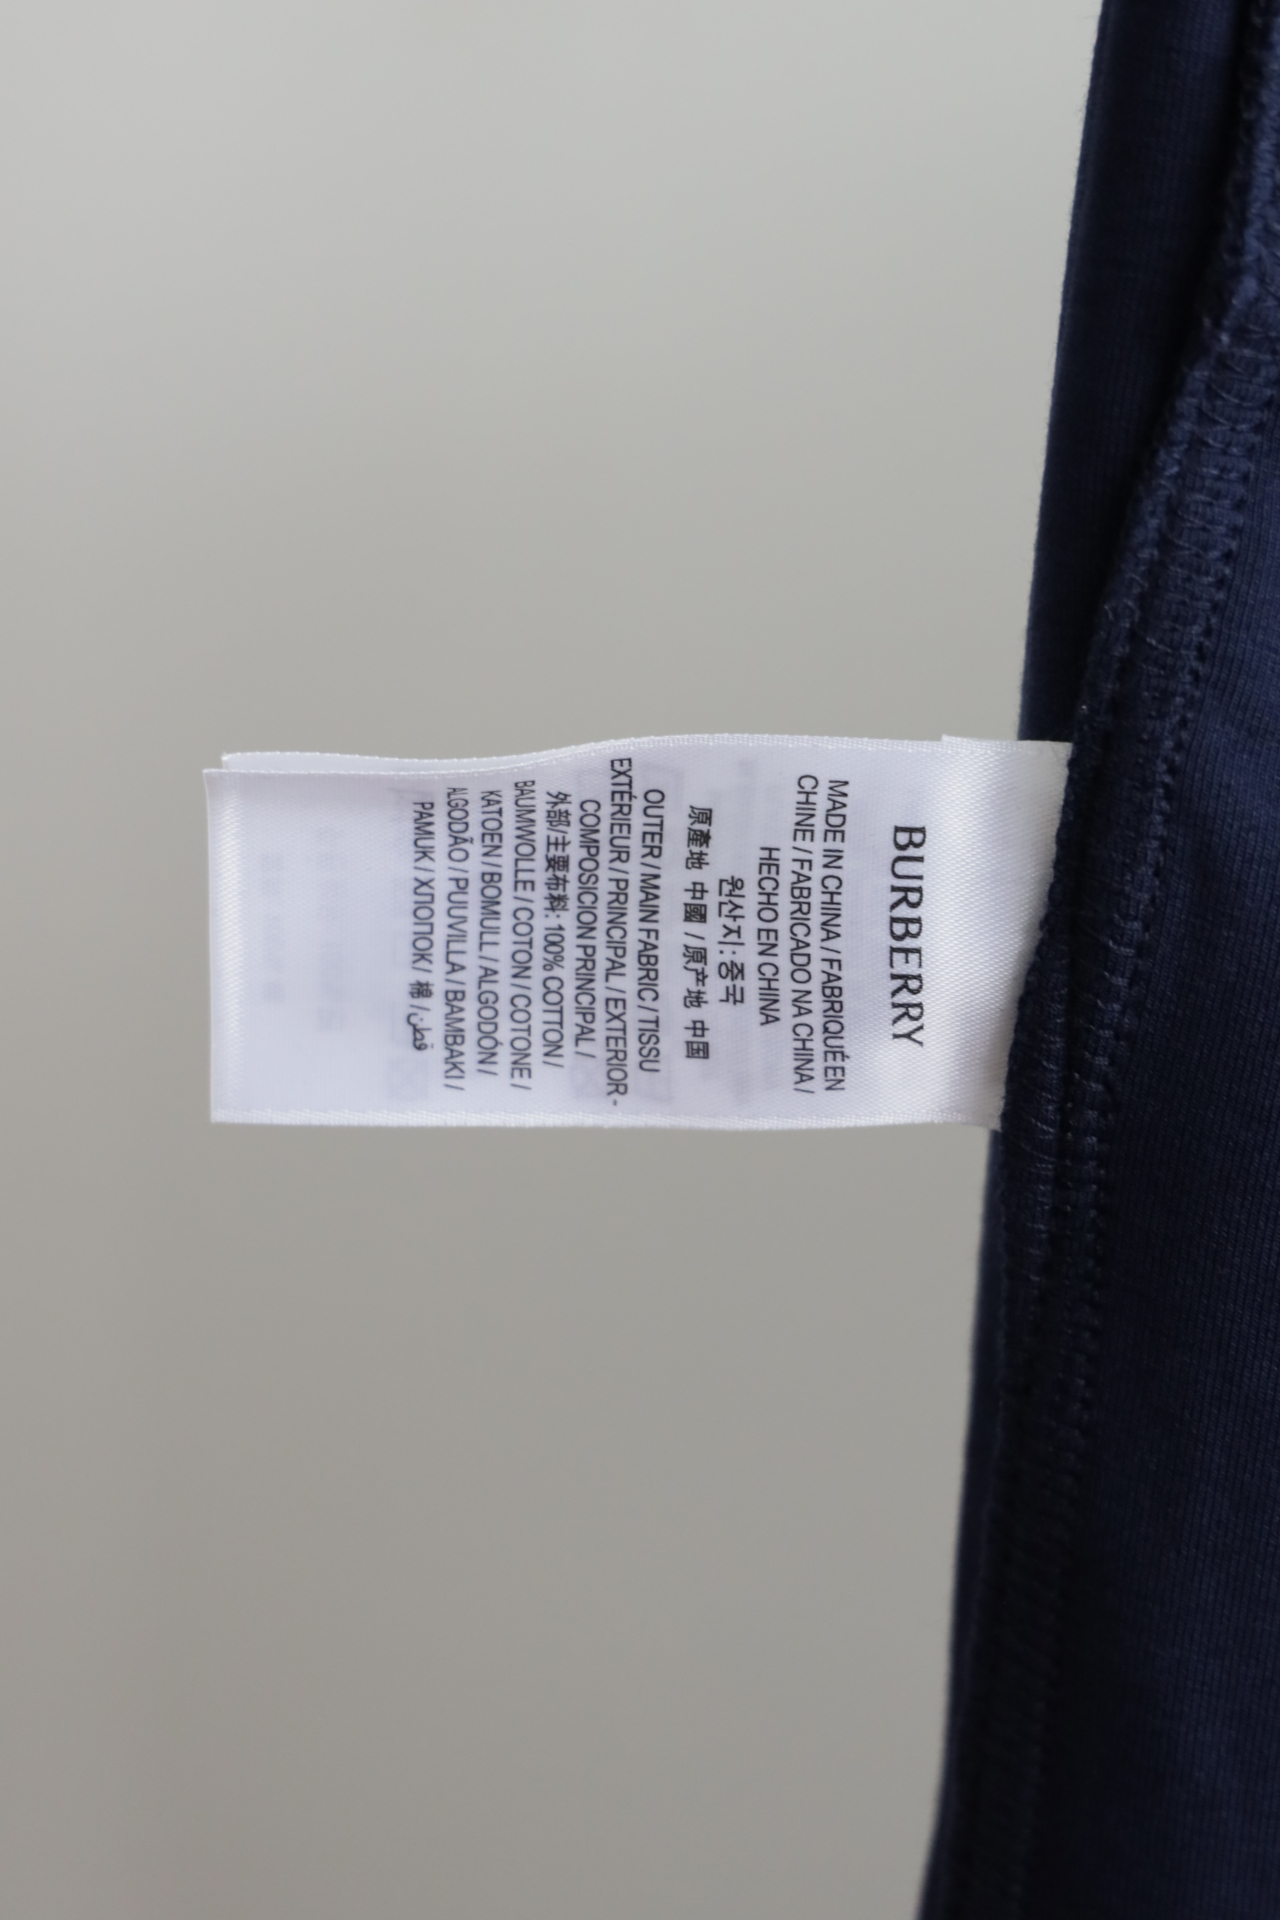 BURBERRY
MADE IN CHINA / FABRIQUÉ EN
CHINE / FABRICADO NA CHINA /
HECHO EN CHINA
원산지 : 중국
原產地 中國 / 原产地 中国
OUTER / MAIN FABRIC / TISSU
EXTÉRIEUR / PRINCIPAL / EXTERIOR -
COMPOSICION PRINCIPAL /
外部/主要布料: 100% COTTON /
BAUMWOLLE / COTON / COTONE /
KATOEN / BOMULL / ALGODÓN /
ALGODÃO / PUUVILLA / BAMBAKI /
PAMUK / ХЛОПОК / 棉 / قطن